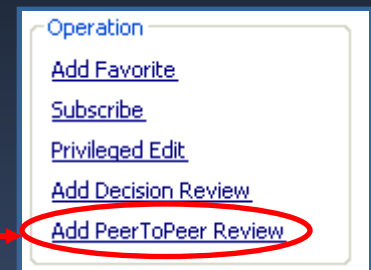 Operation
Add Favorite
Subscribe
Privileged Edit
Add Decision Review
Add PeerToPeer Review